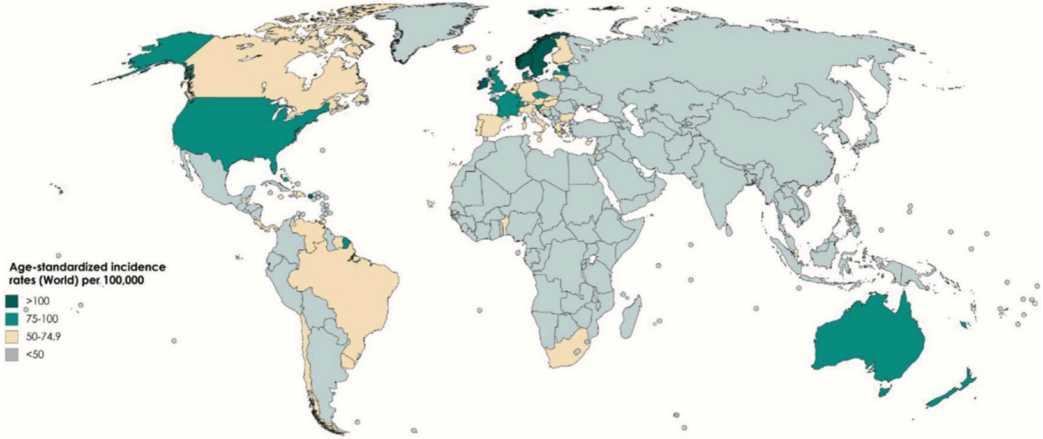 Age-standardized incidence
rates (World) per 100,000
>100
75-100
50-74.9
<50